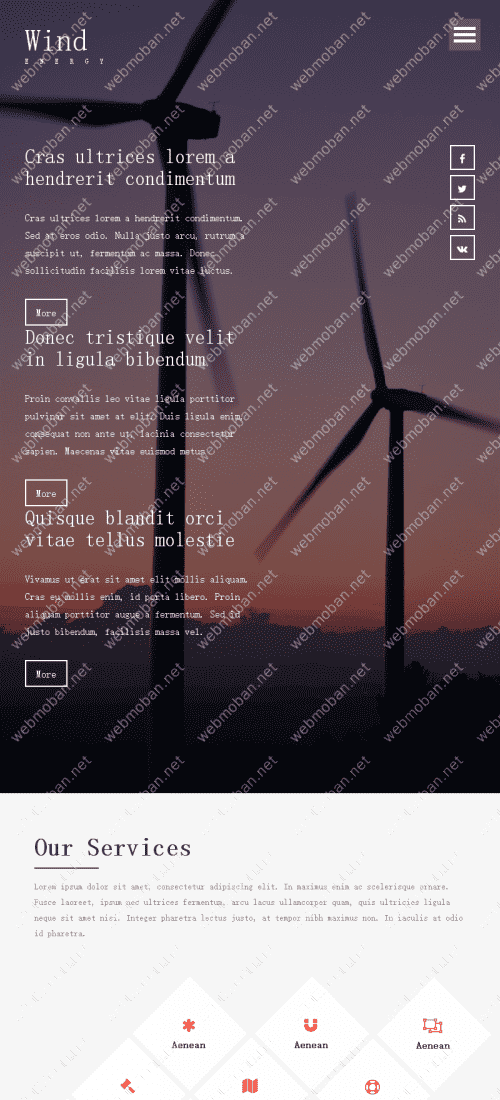 Wind
ENERGY
Cras ultrices lorem a
hendrerit condimentum
Cras ultrices lorem a hendrerit condimentum.
Sed at eros odio. Nulla justo arcu, rutrum a
suscipit ut, fermentum ac massa. Donec
sollicitudin facilisis lorem vitae luctus.
More
Donec tristique velit
in ligula bibendum
Proin convallis leo vitae ligula porttitor
pulvinar sit amet at elit. Duis ligula enim,
consequat non ante ut, lacinia consectetur
sapien. Maecenas vitae euismod metus.
More
Quisque blandit orci
vitae tellus molestie
Vivamus ut erat sit amet elit mollis aliquam.
Cras eu mollis enim, id porta libero. Proin
aliquam porttitor augue a fermentum. Sed id
justo bibendum, facilisis massa vel.
More
webmoban.net
Our Services
Lorem ipsum dolor sit amet, consectetur adipiscing elit. In maximus enim ac scelerisque ornare.
Fusce laoreet, ipsum nec ultrices fermentum, arcu lacus ullamcorper quam, quis ultricies ligula
neque sit amet nisi. Integer pharetra lectus justo, at tempor nibh maximus non. In iaculis at odio
id pharetra.
Aenean
Aenean
Aenean